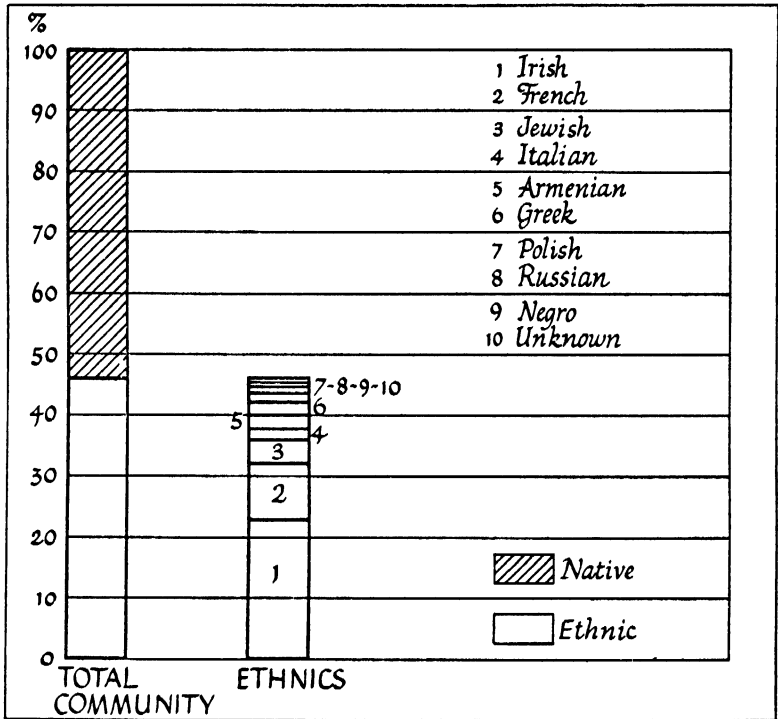 %
100
90
80
70
60
50
40
30
20
10
0
1 Irish
2 French
3 Jewish
4 Italian
5 Armenian
6 Greek
7 Polish
8 Russian
9 Negro
10 Unknown
7-8-9-10
6
5
4
3
2
1
Native
Ethnic
TOTAL
COMMUNITY
ETHNICS